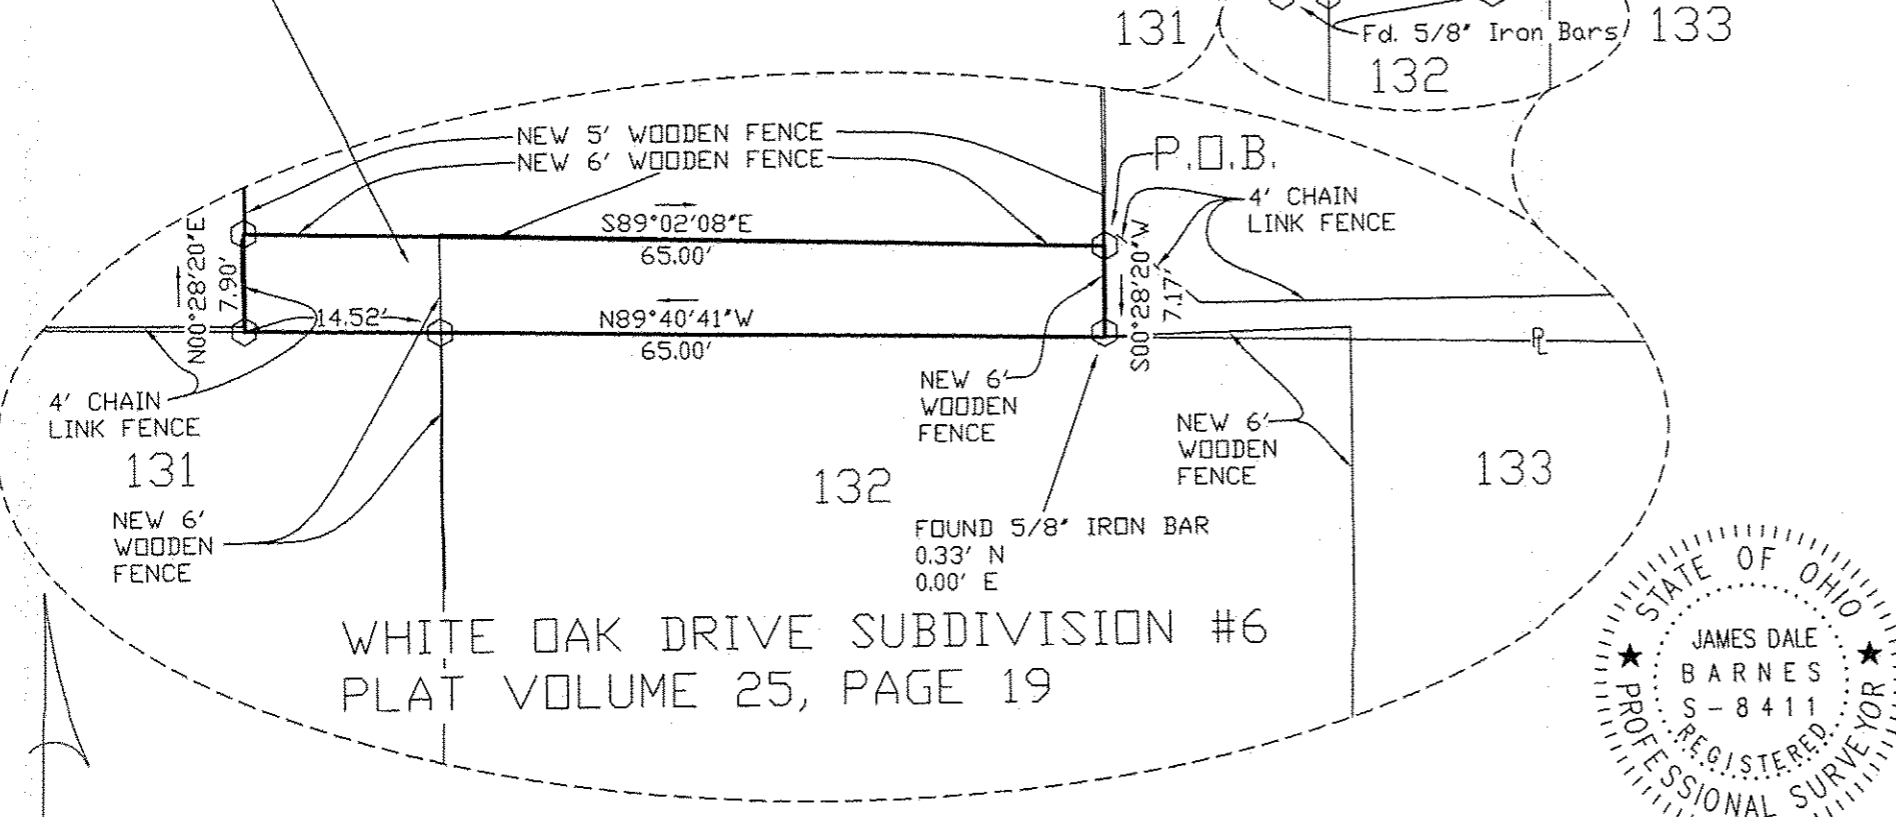 131
Fd. 5/8" Iron Bars
133
132
NEW 5' WOODEN FENCE
NEW 6' WOODEN FENCE
P.O.B.
4' CHAIN
LINK FENCE
S89°02'08"E
65.00'
N00°28'20"E
7.90'
S00°28'20"W
7.17'
14.52'
N89°40'41"W
65.00'
PL
4' CHAIN
LINK FENCE
NEW 6'
WOODEN
FENCE
NEW 6'
WOODEN
FENCE
131
132
133
NEW 6'
WOODEN
FENCE
FOUND 5/8" IRON BAR
0.33' N
0.00' E
WHITE OAK DRIVE SUBDIVISION #6
PLAT VOLUME 25, PAGE 19
STATE OF OHIO
JAMES DALE
BARNES
S-8411
REGISTERED
PROFESSIONAL SURVEYOR